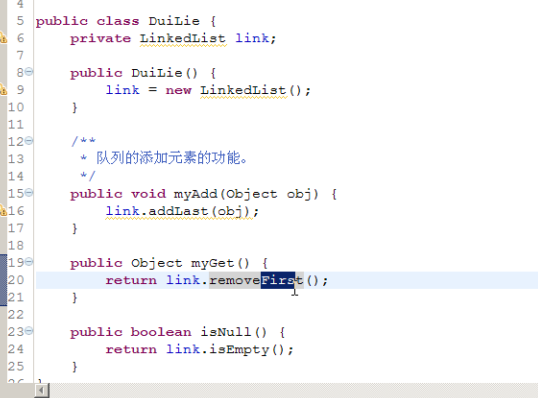 4
5 public class DuiLie {
6     private LinkedList link;
7
8     public DuiLie() {
9         link = new LinkedList();
10     }
11
12     /**
13      * 队列的添加元素的功能。
14      */
15     public void myAdd(Object obj) {
16         link.addLast(obj);
17     }
18
19     public Object myGet() {
20         return link.removeFirst();
21     }
22
23     public boolean isNull() {
24         return link.isEmpty();
25     }
26 }